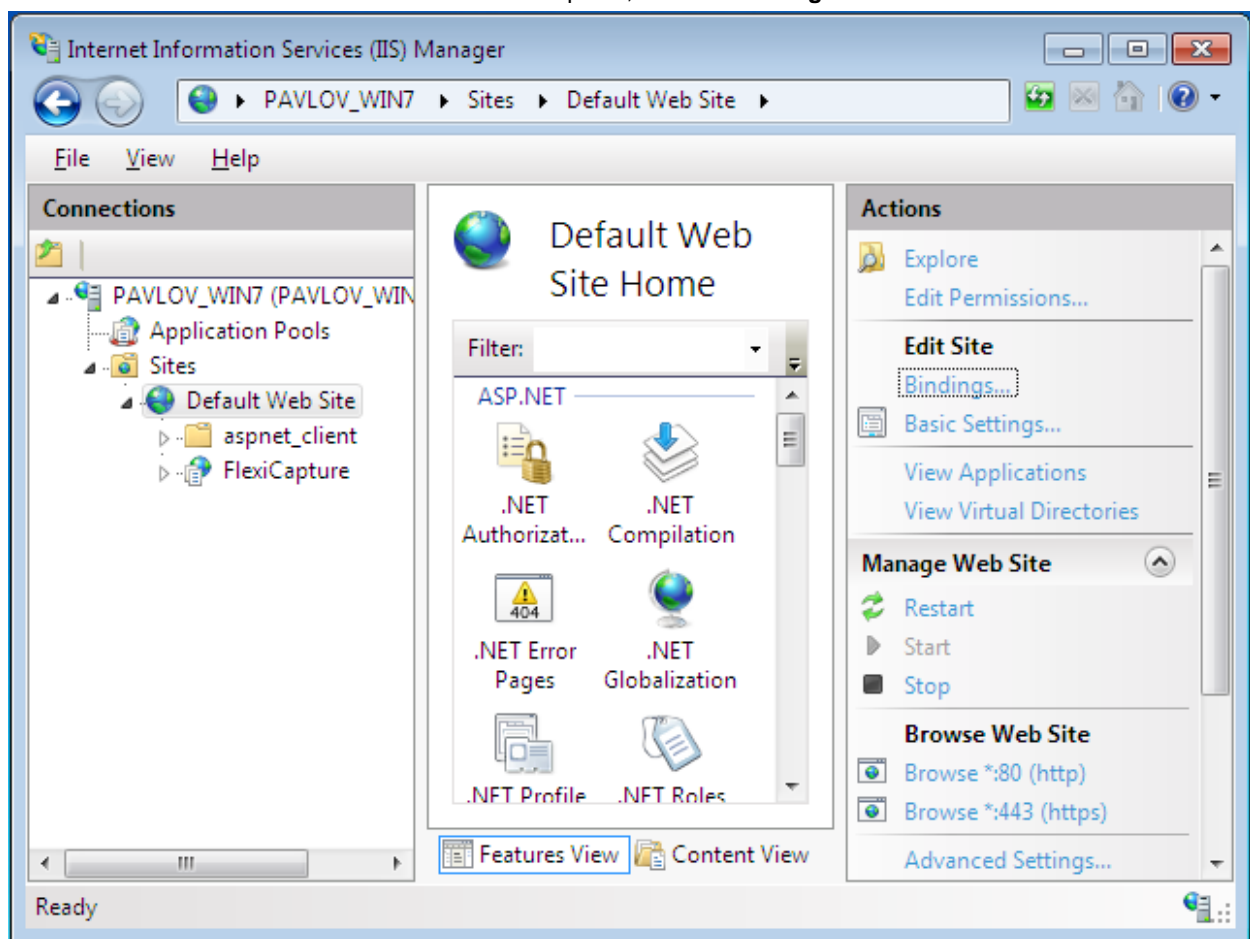 Internet Information Services (IIS) Manager
PAVLOV_WIN7 Sites Default Web Site
File View Help
Connections
PAVLOV_WIN7 (PAVLOV_WIN
Application Pools
Sites
Default Web Site
aspnet_client
FlexiCapture
Default Web
Site Home
Filter:
ASP.NET
.NET
Authorizat...
.NET
Compilation
404
.NET Error
Pages
.NET
Globalization
.NET Profile
.NET Roles
Features View
Content View
Actions
Explore
Edit Permissions...
Edit Site
Bindings...
Basic Settings...
View Applications
View Virtual Directories
Manage Web Site
Restart
Start
Stop
Browse Web Site
Browse *:80 (http)
Browse *:443 (https)
Advanced Settings...
Ready